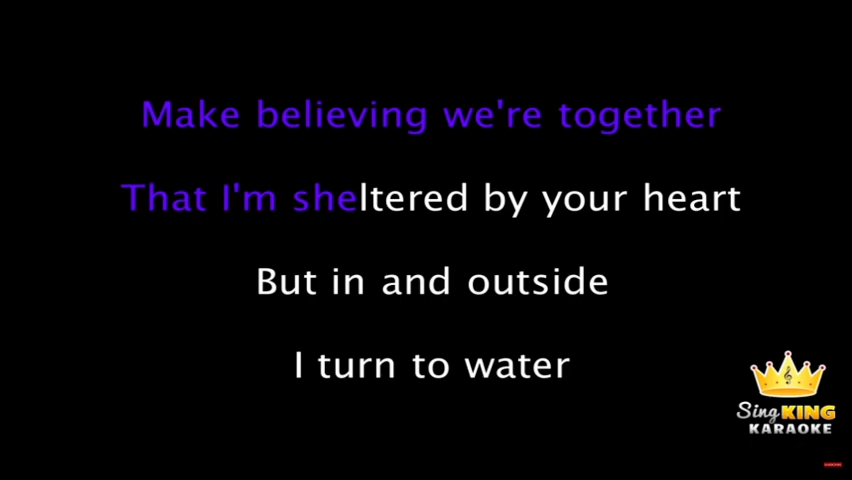 Make believing we're together
That I'm sheltered by your heart
But in and outside
I turn to water
Sing KING
KARAOKE